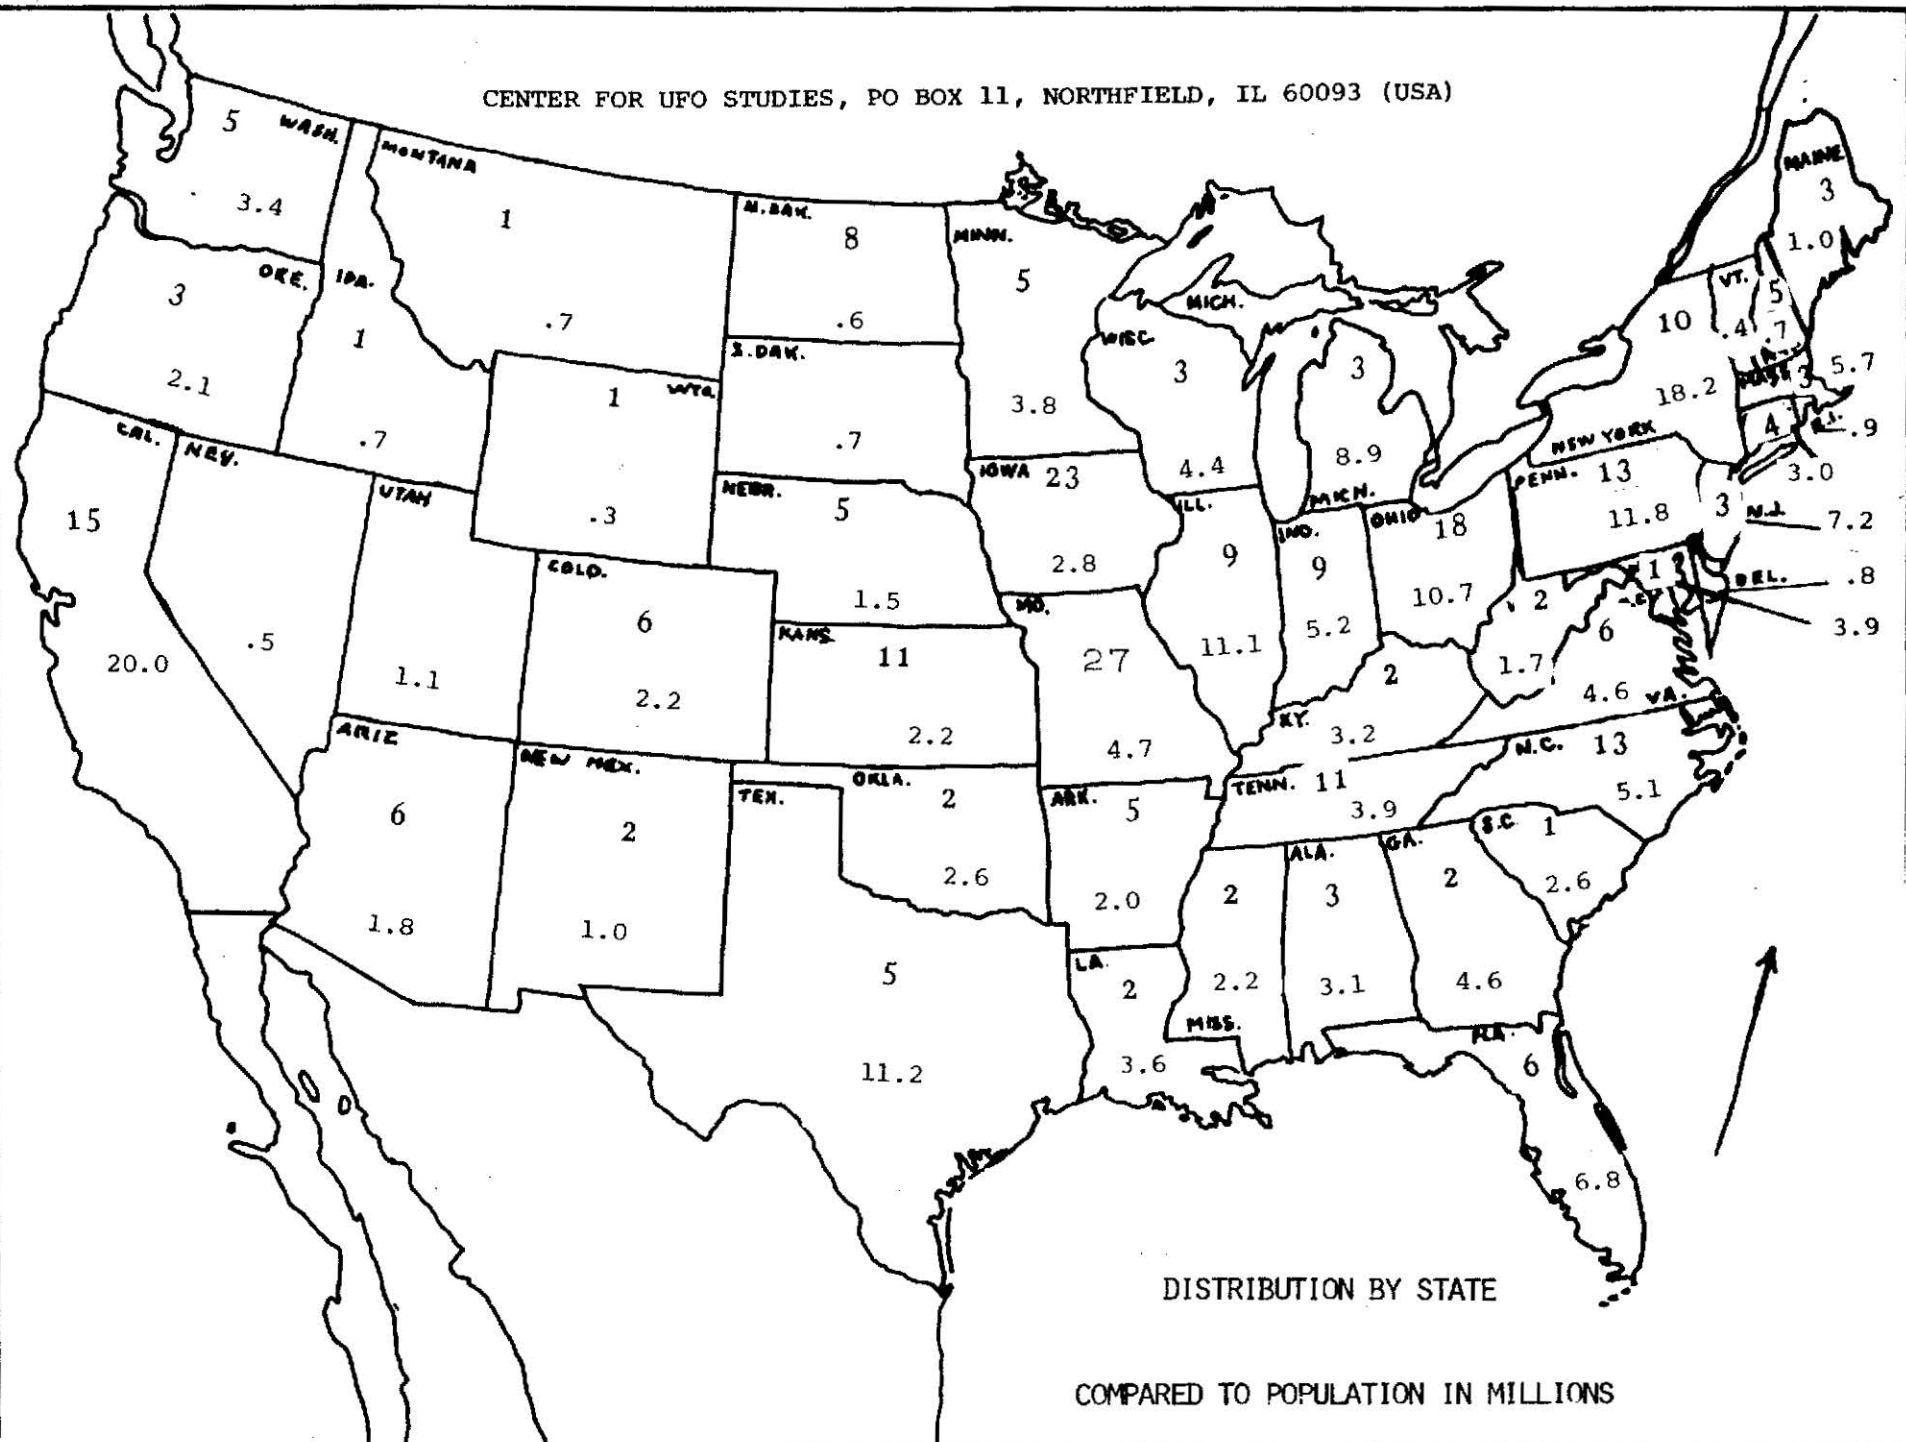 CENTER FOR UFO STUDIES, PO BOX 11, NORTHFIELD, IL 60093 (USA)
WASH.
5
3.4
MONTANA
1
.7
N.DAK.
8
.6
MINN.
5
3.8
MAINE
3
1.0
ORE.
3
2.1
IDA.
1
.7
WYO.
1
.3
S.DAK.
.7
WISC
3
4.4
MICH.
3
8.9
MICH.
VT.
.4
5
.7
10
18.2
NEW YORK
MASS
3
5.7
4
R.I.
.9
3.0
CAL.
15
20.0
NEV.
.5
UTAH
1.1
COLO.
6
2.2
NEBR.
5
1.5
IOWA 23
2.8
ILL.
9
11.1
IND.
9
5.2
OHIO
18
10.7
PENN. 13
11.8
3
N.J.
7.2
DEL.
.8
1
3.9
KANS.
11
2.2
MO.
27
4.7
KY.
2
3.2
2
1.7
6
4.6
VA.
ARIZ
6
1.8
NEW MEX.
2
1.0
TEX.
5
11.2
OKLA.
2
2.6
ARK.
5
2.0
TENN. 11
3.9
N.C. 13
5.1
S.C 1
2.6
LA.
2
3.6
2
2.2
MISS.
ALA.
3
3.1
GA.
2
4.6
FLA.
6
6.8
DISTRIBUTION BY STATE
COMPARED TO POPULATION IN MILLIONS